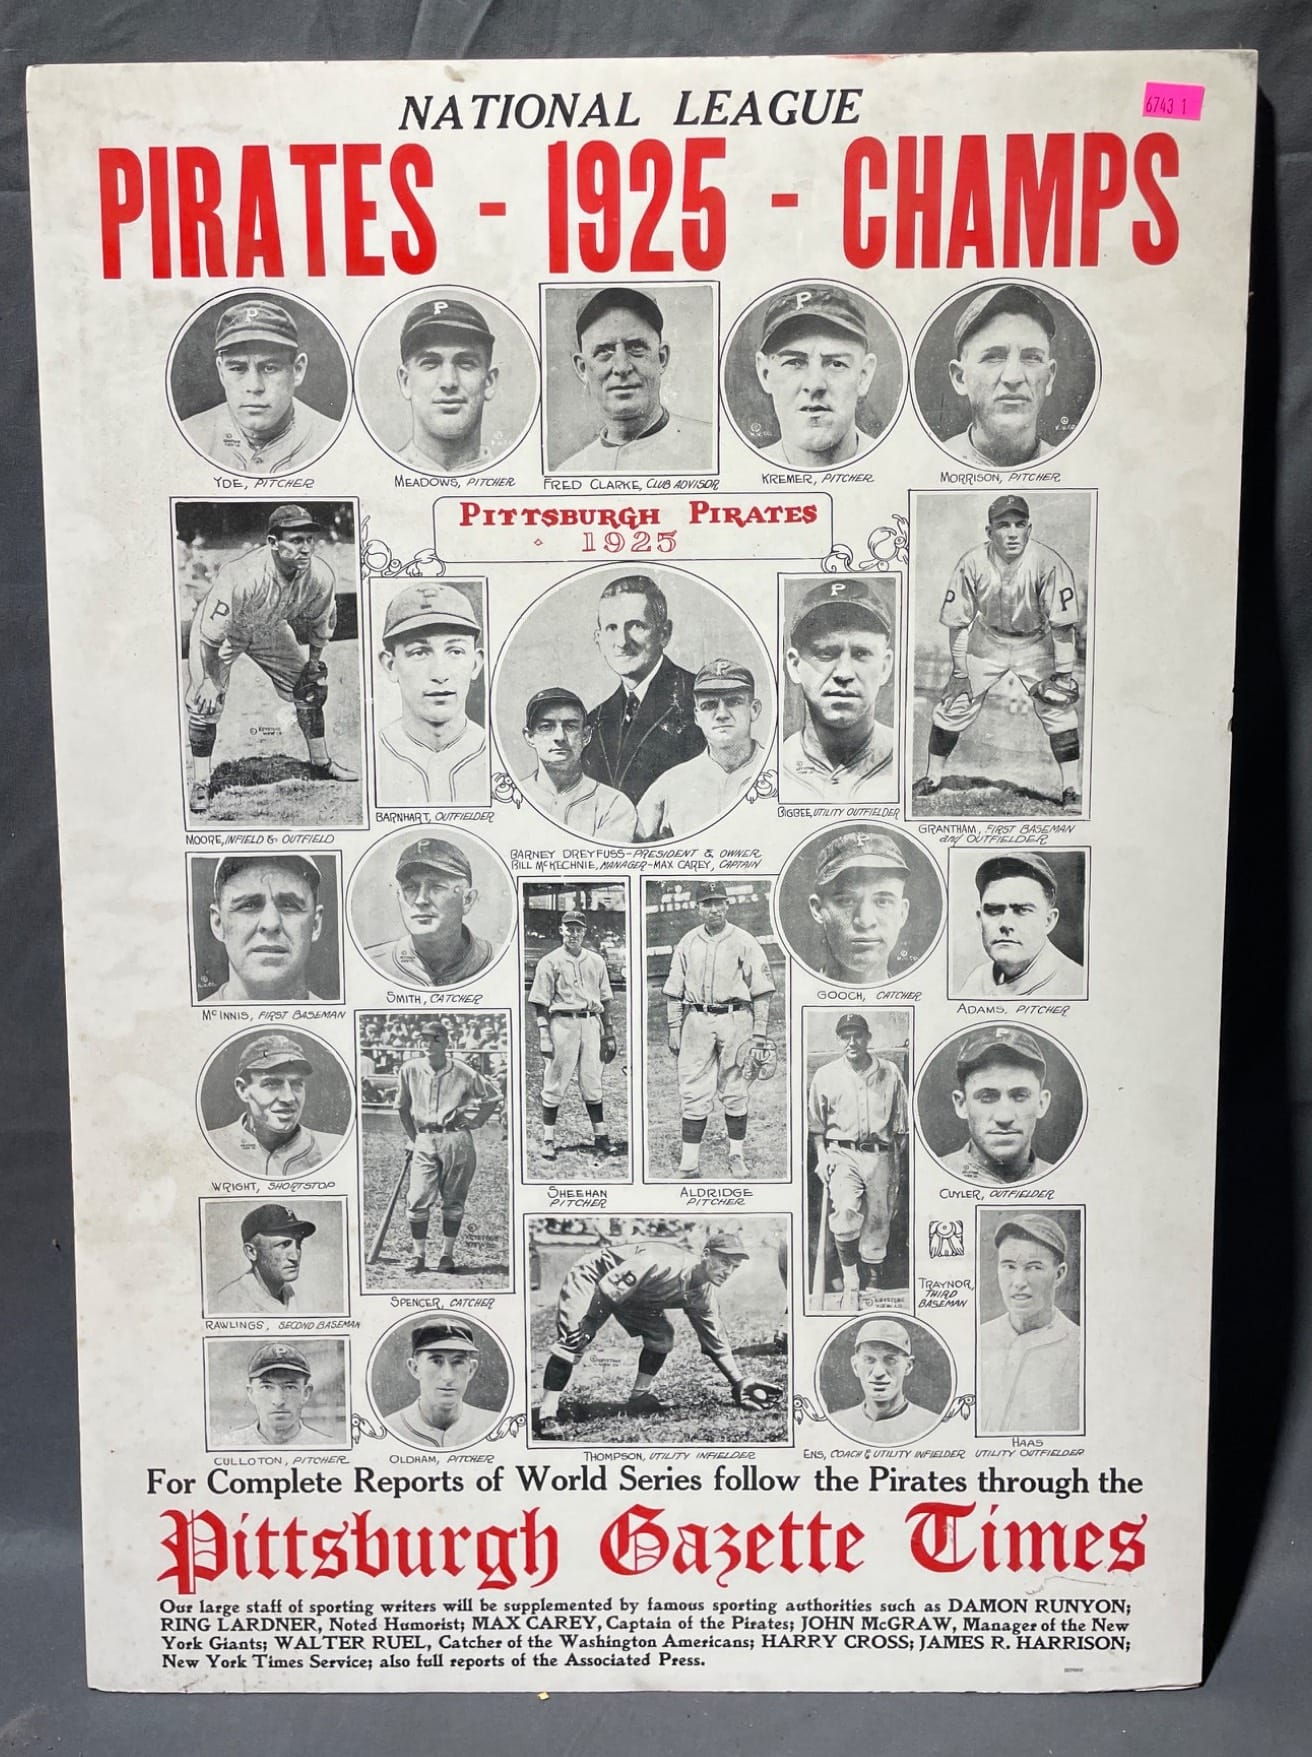 6743 1
NATIONAL LEAGUE
PIRATES - 1925 - CHAMPS
YDE, PITCHER
MEADOWS, PITCHER
FRED CLARKE, CLUB ADVISOR
KREMER, PITCHER
MORRISON, PITCHER
PITTSBURGH PIRATES
1925
MOORE, INFIELD & OUTFIELD
BARNHART, OUTFIELDER
BARNEY DREYFUSS-PRESIDENT & OWNER
BILL McKECHNIE, MANAGER-MAX CAREY, CAPTAIN
BIGBEE, UTILITY OUTFIELDER
GRANTHAM, FIRST BASEMAN
and OUTFIELDER
McINNIS, FIRST BASEMAN
SMITH, CATCHER
GOOCH, CATCHER
ADAMS, PITCHER
WRIGHT, SHORTSTOP
SPENCER, CATCHER
SHEEHAN
PITCHER
ALDRIDGE
PITCHER
TRAYNOR,
THIRD
BASEMAN
CUYLER, OUTFIELDER
RAWLINGS, SECOND BASEMAN
CULLOTON, PITCHER
OLDHAM, PITCHER
THOMPSON, UTILITY INFIELDER
ENS, COACH & UTILITY INFIELDER
HAAS
UTILITY OUTFIELDER
For Complete Reports of World Series follow the Pirates through the
Pittsburgh Gazette Times
Our large staff of sporting writers will be supplemented by famous sporting authorities such as DAMON RUNYON;
RING LARDNER, Noted Humorist; MAX CAREY, Captain of the Pirates; JOHN McGRAW, Manager of the New
York Giants; WALTER RUEL, Catcher of the Washington Americans; HARRY CROSS; JAMES R. HARRISON;
New York Times Service; also full reports of the Associated Press.